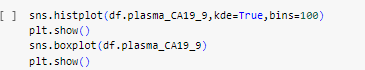 [ ] sns.histplot(df.plasma_CA19_9,kde=True,bins=100)
plt.show()
sns.boxplot(df.plasma_CA19_9)
plt.show()